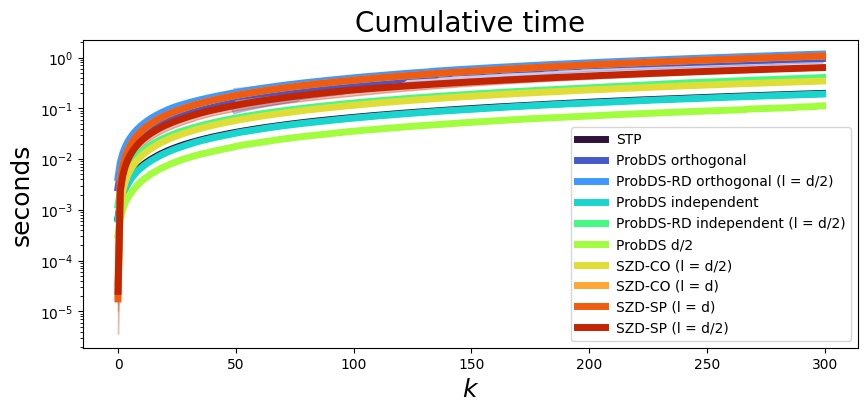 Cumulative time
seconds
10⁰
10⁻¹
10⁻²
10⁻³
10⁻⁴
10⁻⁵
STP
ProbDS orthogonal
ProbDS-RD orthogonal (l = d/2)
ProbDS independent
ProbDS-RD independent (l = d/2)
ProbDS d/2
SZD-CO (l = d/2)
SZD-CO (l = d)
SZD-SP (l = d)
SZD-SP (l = d/2)
0 50 100 150 200 250 300
k